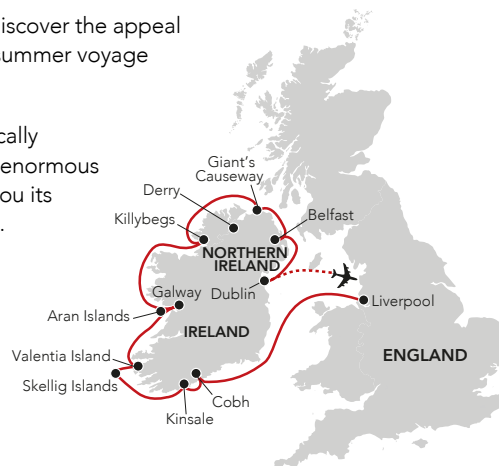 iscover the appeal
summer voyage
cally
enormous
ou its
.
Giant's
Causeway
Derry
Belfast
Killybegs
NORTHERN
IRELAND
Dublin
Galway
Liverpool
Aran Islands
IRELAND
Valentia Island
ENGLAND
Skellig Islands
Cobh
Kinsale